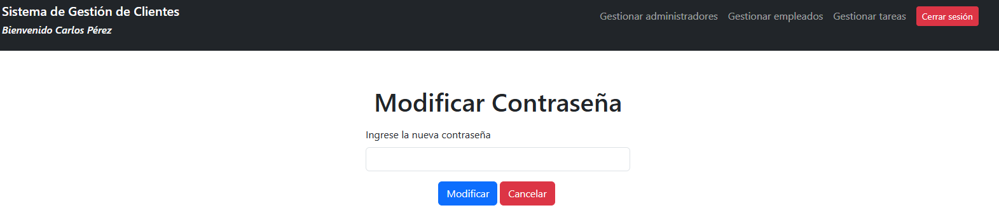 Sistema de Gestión de Clientes
Bienvenido Carlos Pérez
Gestionar administradores Gestionar empleados Gestionar tareas Cerrar sesión
Modificar Contraseña
Ingrese la nueva contraseña
Modificar Cancelar